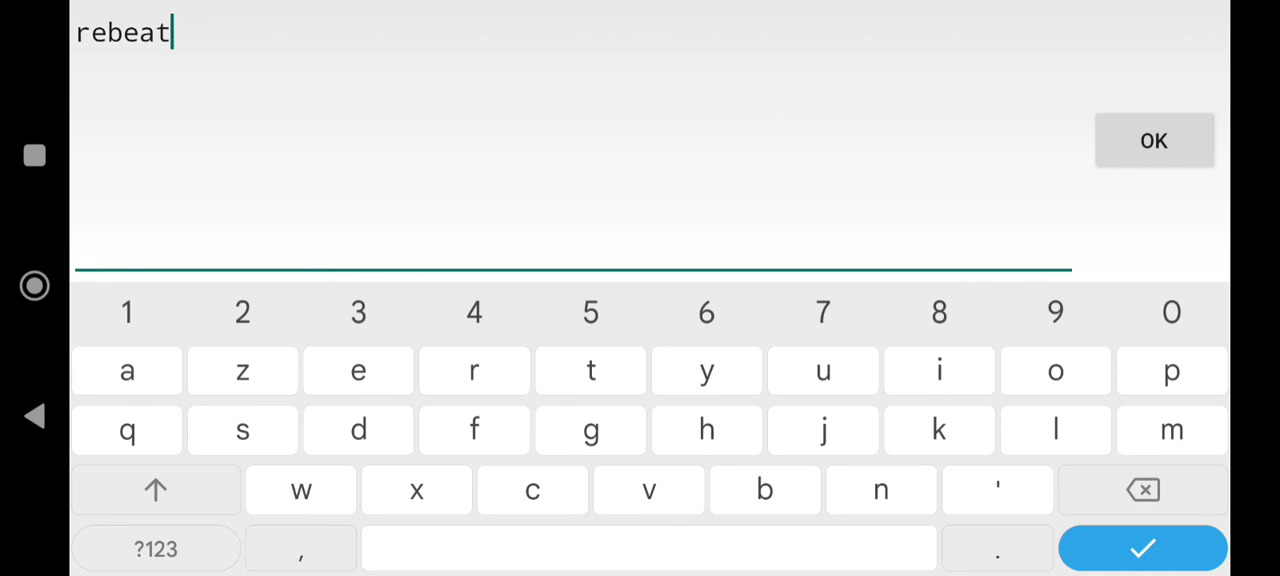 rebeat
OK
1 2 3 4 5 6 7 8 9 0
a z e r t y u i o p
q s d f g h j k l m
w x c v b n '
?123 , .